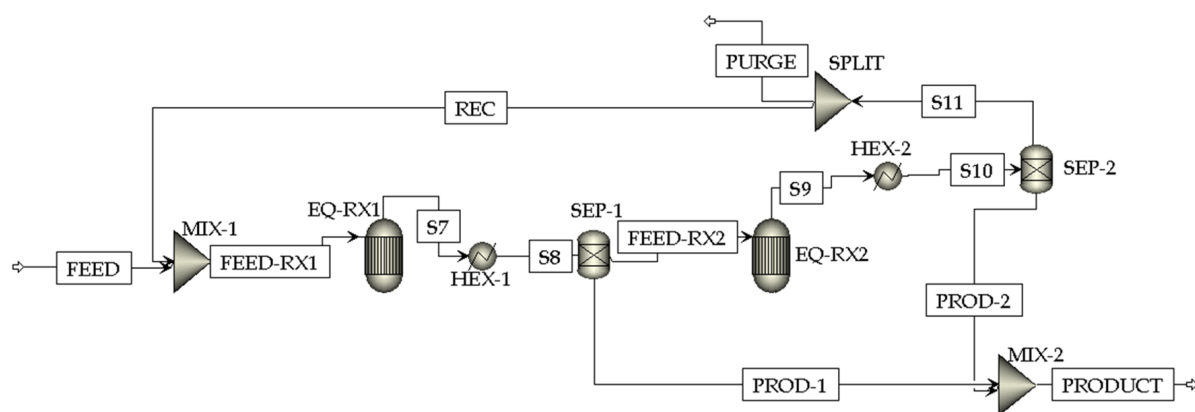 PURGE
SPLIT
REC
S11
HEX-2
S10
SEP-2
S9
EQ-RX1
S7
SEP-1
FEED-RX2
MIX-1
FEED
FEED-RX1
HEX-1
S8
EQ-RX2
PROD-2
MIX-2
PROD-1
PRODUCT